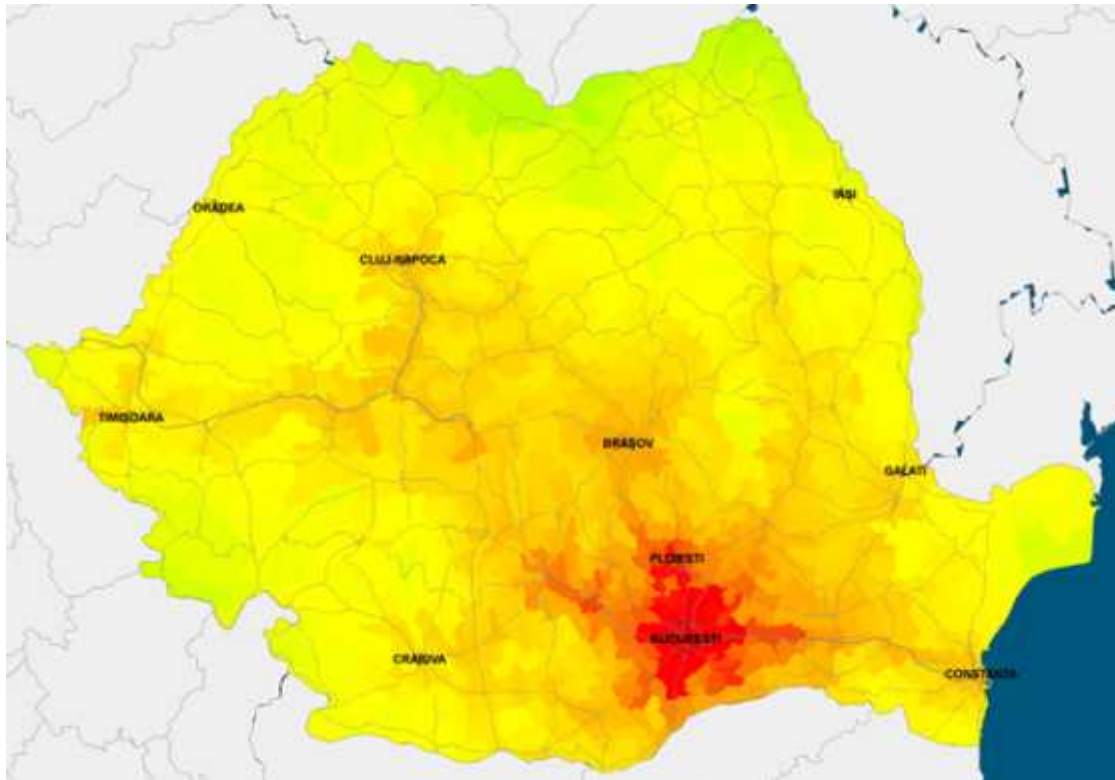 IAȘI
ORADEA
CLUJ-NAPOCA
TIMIȘOARA
BRAȘOV
GALAȚI
PLOIEȘTI
BUCUREȘTI
CRAIOVA
CONSTANȚA